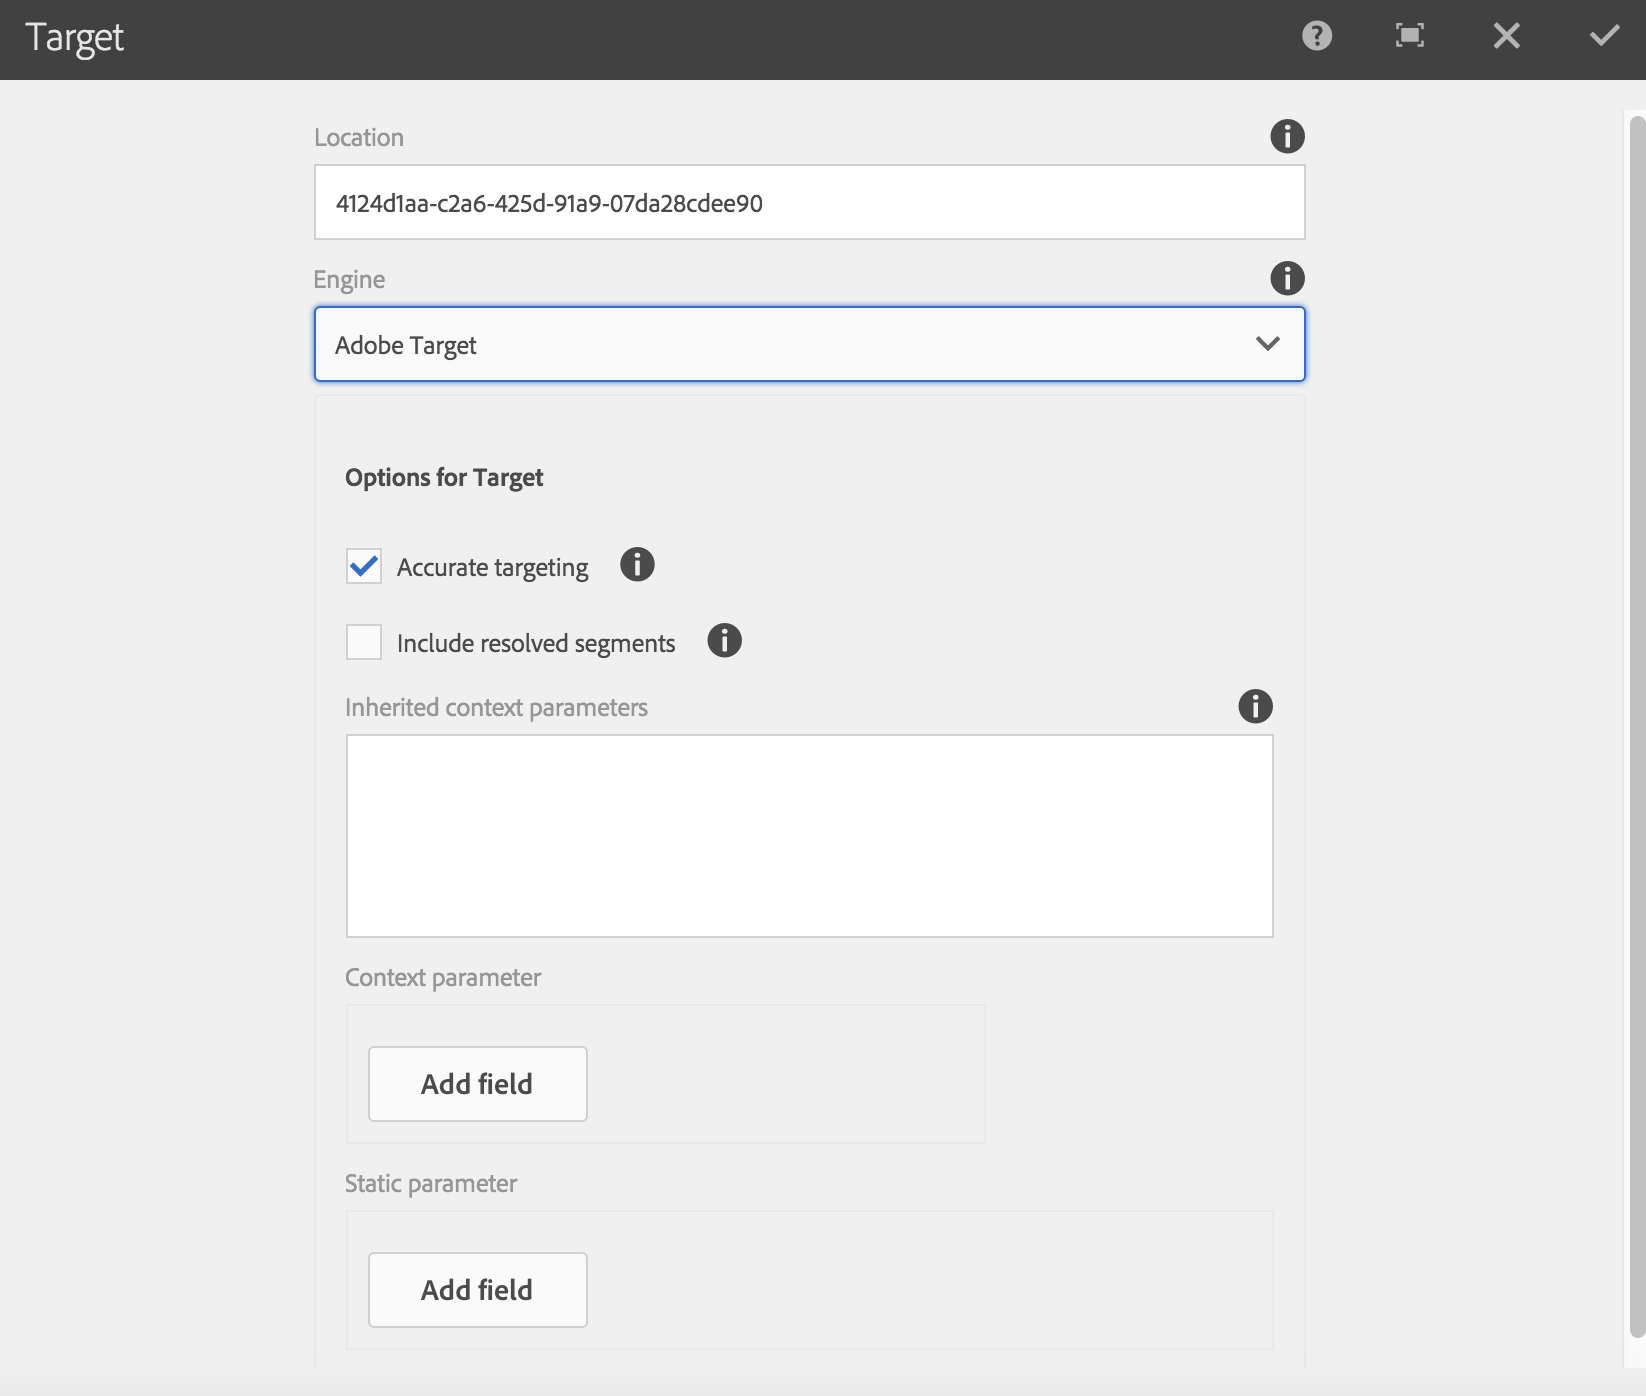 Target
Location
4124d1aa-c2a6-425d-91a9-07da28cdee90
Engine
Adobe Target
Options for Target
Accurate targeting
Include resolved segments
Inherited context parameters
Context parameter
Add field
Static parameter
Add field